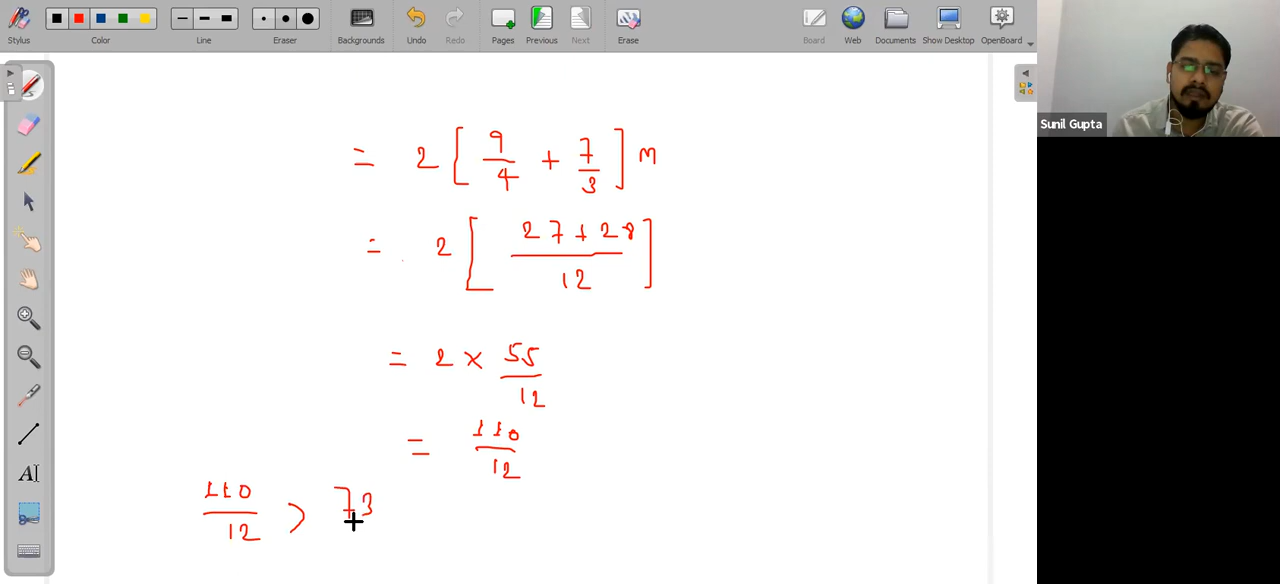 Stylus Color Line Eraser Backgrounds Undo Redo Pages Previous Next Erase Board Web Documents Show Desktop OpenBoard
Sunil Gupta
= 2 [ 9/4 + 7/3 ] m
= 2 [ 27+28/12 ]
= 2 × 55/12
= 110/12
110/12 > 73
AI